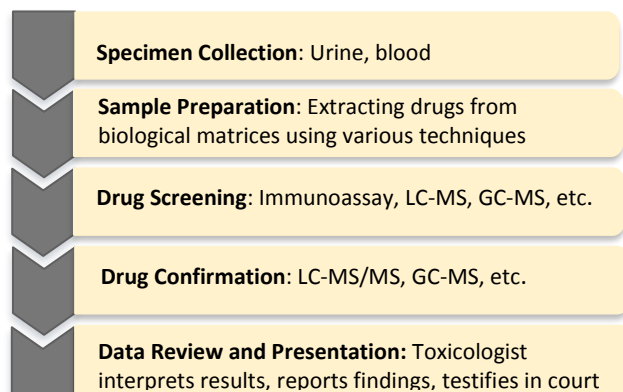 Specimen Collection: Urine, blood
Sample Preparation: Extracting drugs from
biological matrices using various techniques
Drug Screening: Immunoassay, LC-MS, GC-MS, etc.
Drug Confirmation: LC-MS/MS, GC-MS, etc.
Data Review and Presentation: Toxicologist
interprets results, reports findings, testifies in court